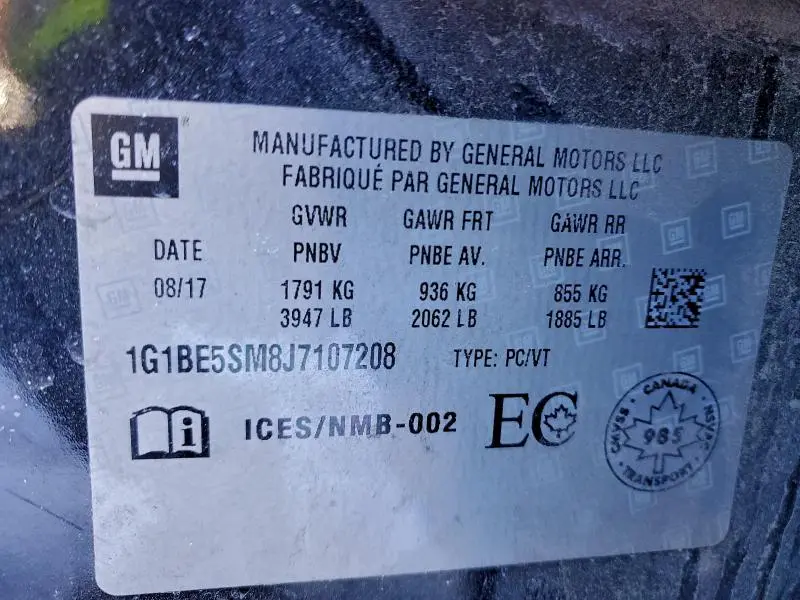 GM
MANUFACTURED BY GENERAL MOTORS LLC
FABRIQUÉ PAR GENERAL MOTORS LLC
GVWR GAWR FRT GAWR RR
DATE PNBV PNBE AV. PNBE ARR.
08/17 1791 KG 936 KG 855 KG
3947 LB 2062 LB 1885 LB
1G1BE5SM8J7107208 TYPE: PC/VT
i ICES/NMB-002 EC
CANADA
CMVSS 985 NSVAC
TRANSPORT